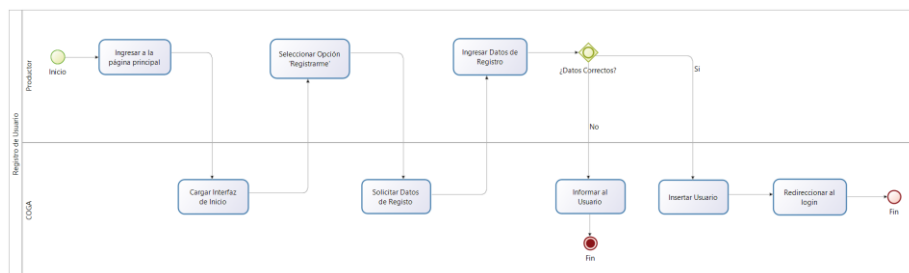 Registro de Usuario
Productor
Inicio
Ingresar a la
página principal
Seleccionar Opción
'Registrarme'
Ingresar Datos de
Registro
¿Datos Correctos?
Si
No
COGA
Cargar Interfaz
de Inicio
Solicitar Datos
de Registo
Informar al
Usuario
Fin
Insertar Usuario
Redireccionar al
login
Fin